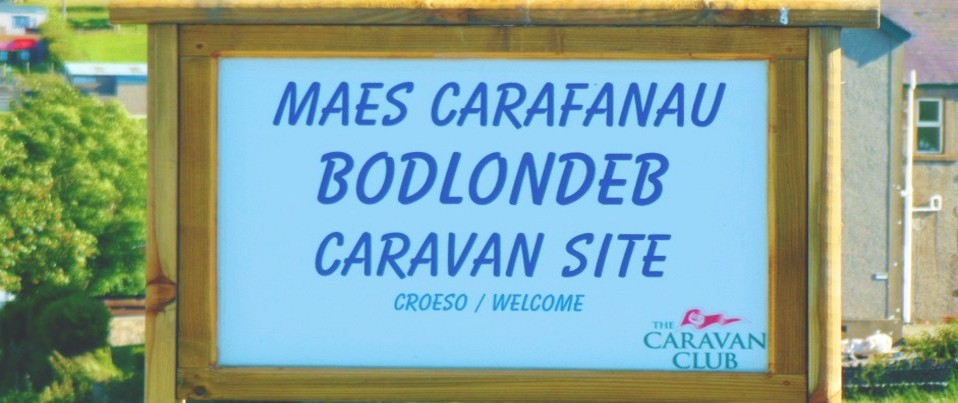 MAES CARAFANAU
BODLONDEB
CARAVAN SITE
CROESO / WELCOME
THE
CARAVAN
CLUB